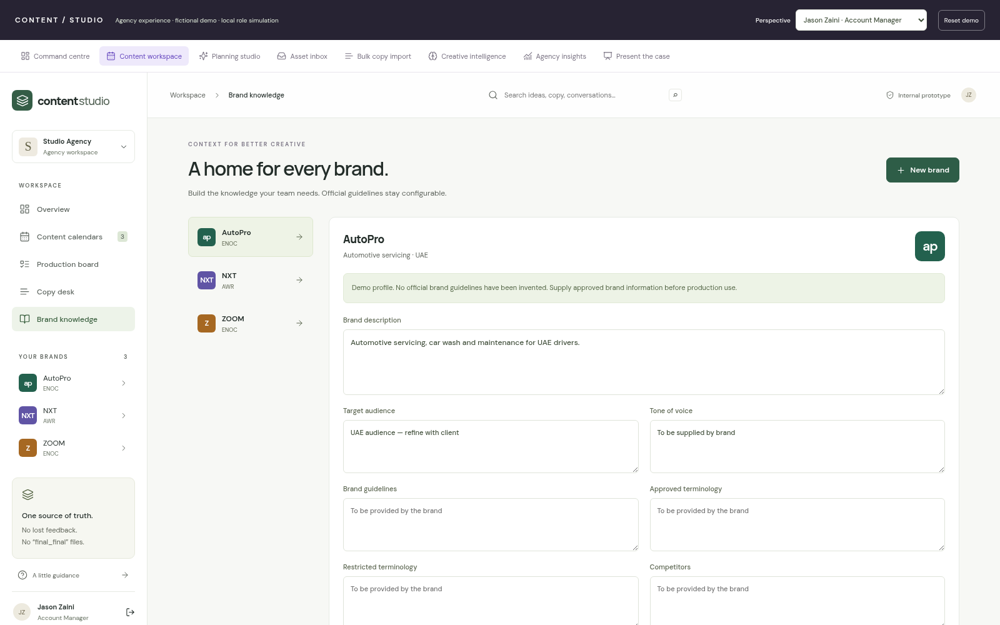 CONTENT / STUDIO
Agency experience · fictional demo · local role simulation
Perspective
Jason Zaini · Account Manager
Reset demo
Command centre
Content workspace
Planning studio
Asset inbox
Bulk copy import
Creative intelligence
Agency insights
Present the case
contentstudio
S
Studio Agency
Agency workspace
WORKSPACE
Overview
Content calendars
3
Production board
Copy desk
Brand knowledge
YOUR BRANDS
3
ap
AutoPro
ENOC
NXT
NXT
AWR
Z
ZOOM
ENOC
One source of truth.
No lost feedback.
No “final_final” files.
A little guidance
JZ
Jason Zaini
Account Manager
Workspace
Brand knowledge
Search ideas, copy, conversations...
Internal prototype
JZ
CONTEXT FOR BETTER CREATIVE
A home for every brand.
Build the knowledge your team needs. Official guidelines stay configurable.
New brand
ap
AutoPro
ENOC
NXT
NXT
AWR
Z
ZOOM
ENOC
AutoPro
Automotive servicing · UAE
ap
Demo profile. No official brand guidelines have been invented. Supply approved brand information before production use.
Brand description
Automotive servicing, car wash and maintenance for UAE drivers.
Target audience
UAE audience — refine with client
Tone of voice
To be supplied by brand
Brand guidelines
To be provided by the brand
Approved terminology
To be provided by the brand
Restricted terminology
To be provided by the brand
Competitors
To be provided by the brand